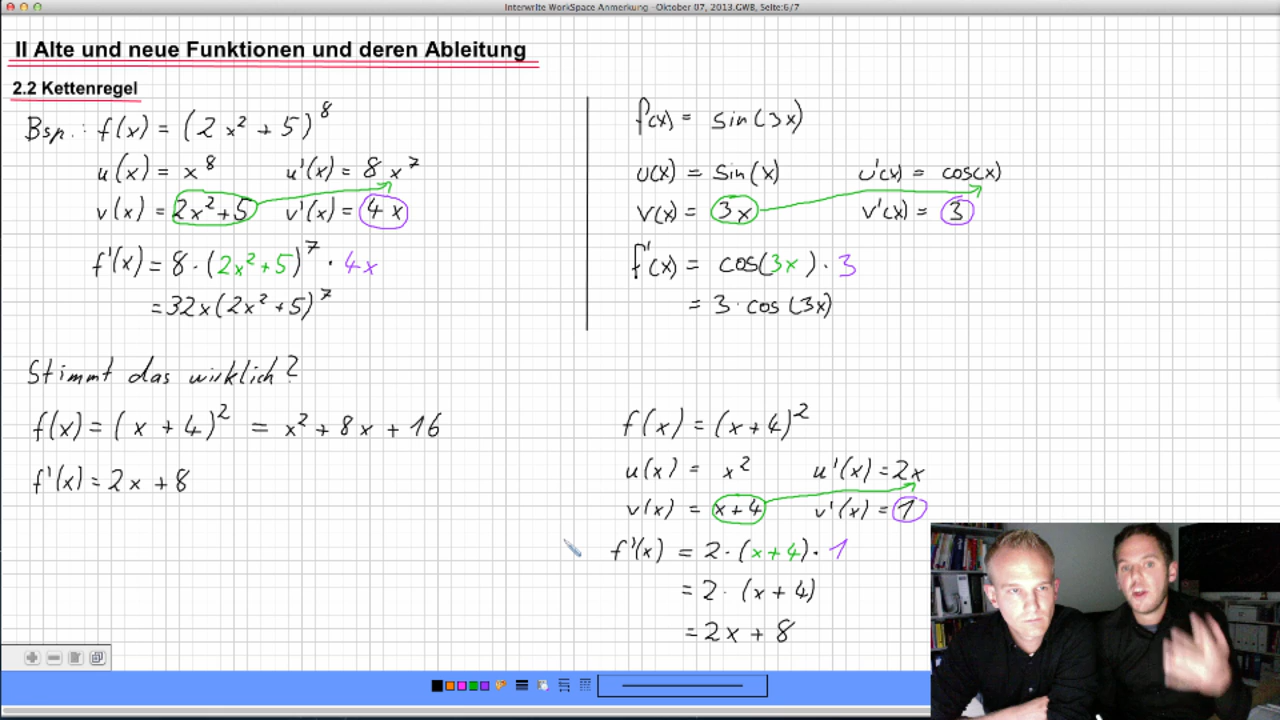 Interwrite WorkSpace Anmerkung -Oktober 07, 2013.GWB, Seite:6/7
II Alte und neue Funktionen und deren Ableitung
2.2 Kettenregel
Bsp.: f(x) = (2x² + 5)⁸
u(x) = x⁸ u'(x) = 8x⁷
v(x) = 2x²+5 v'(x) = 4x
f'(x) = 8·(2x²+5)⁷ · 4x
= 32x(2x²+5)⁷
f(x) = sin(3x)
u(x) = sin(x) u'(x) = cos(x)
v(x) = 3x v'(x) = 3
f'(x) = cos(3x)·3
= 3·cos(3x)
Stimmt das wirklich?
f(x) = (x+4)² = x² + 8x + 16
f'(x) = 2x + 8
f(x) = (x+4)²
u(x) = x² u'(x) = 2x
v(x) = x+4 v'(x) = 1
f'(x) = 2·(x+4)·1
= 2·(x+4)
= 2x + 8